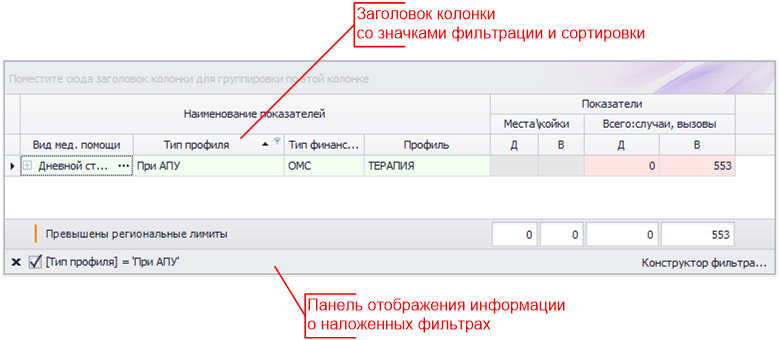 Заголовок колонки
со значками фильтрации и сортировки
Поместите сюда заголовок колонки для группировки по этой колонке
Наименование показателей
Показатели
Места\койки
Всего:случаи, вызовы
Вид мед. помощи
Тип профиля
Тип финанс...
Профиль
Д
В
Д
В
Дневной ст...
При АПУ
ОМС
ТЕРАПИЯ
0
553
Превышены региональные лимиты
0
0
0
553
[Тип профиля] = 'При АПУ'
Конструктор фильтра...
Панель отображения информации
о наложенных фильтрах